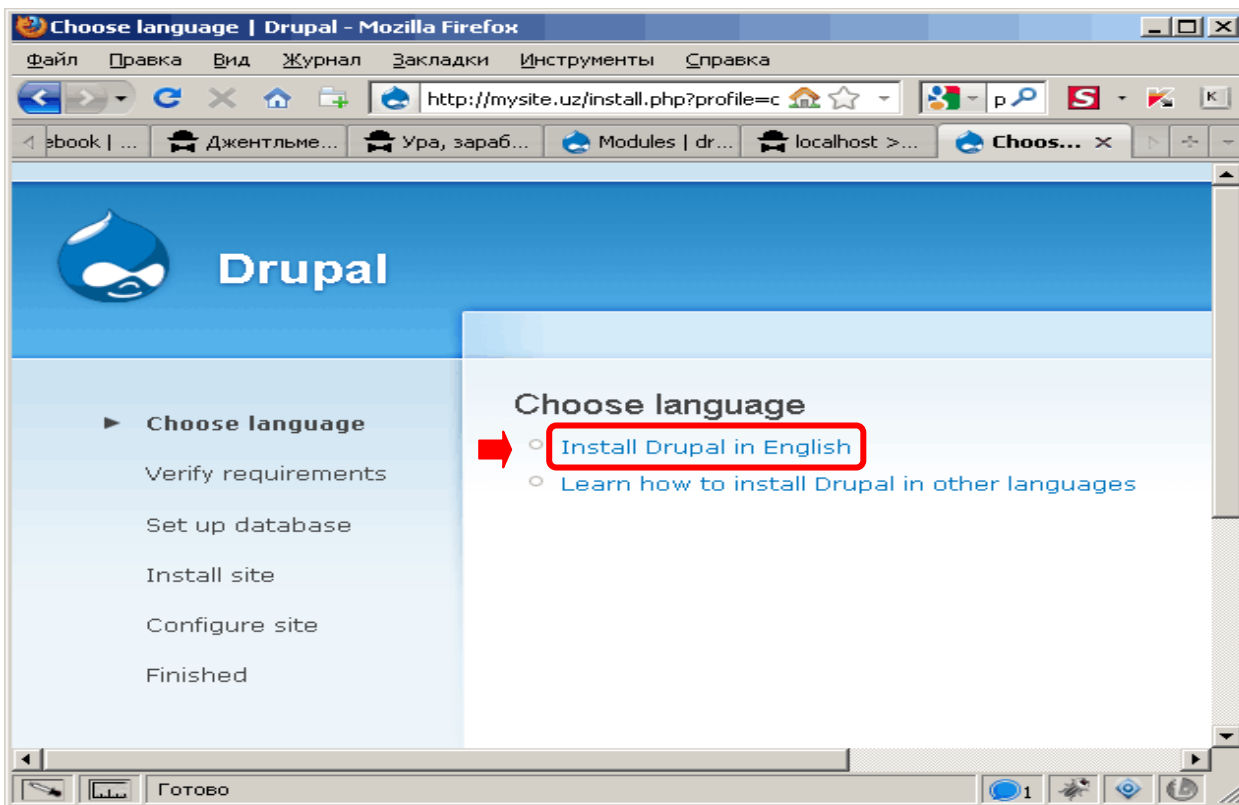 Choose language | Drupal - Mozilla Firefox
Файл Правка Вид Журнал Закладки Инструменты Справка
http://mysite.uz/install.php?profile=c p S K
ebook | ... Джентльме... Ура, зараб... Modules | dr... localhost >... Choos...
Drupal
Choose language
Verify requirements
Set up database
Install site
Configure site
Finished
Choose language
Install Drupal in English
Learn how to install Drupal in other languages
Готово 1